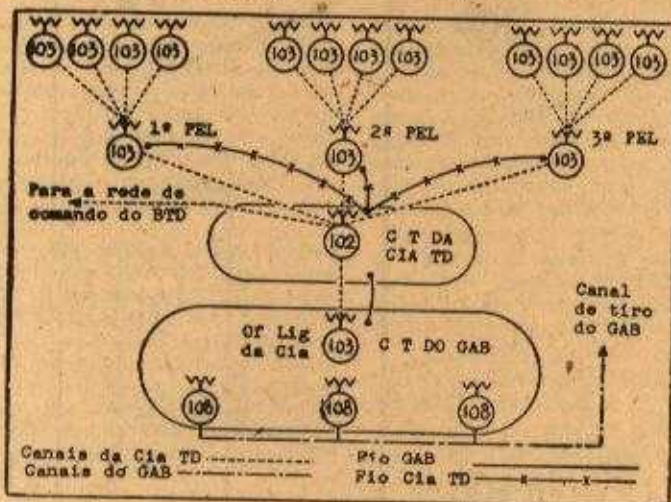 103 103 103 103 103 103 103 103 103 103 103 103
1º PEL 2º PEL 3º PEL
103 103 103
Para a rede de
comando do BTD
102
C T DA
CIA TD
Of Lig
da Cia
103
C T DO GAB
Canal
de tiro
do GAB
108 108 108
Canais da Cia TD
Canais do GAB
Fio GAB
Fio Cia TD